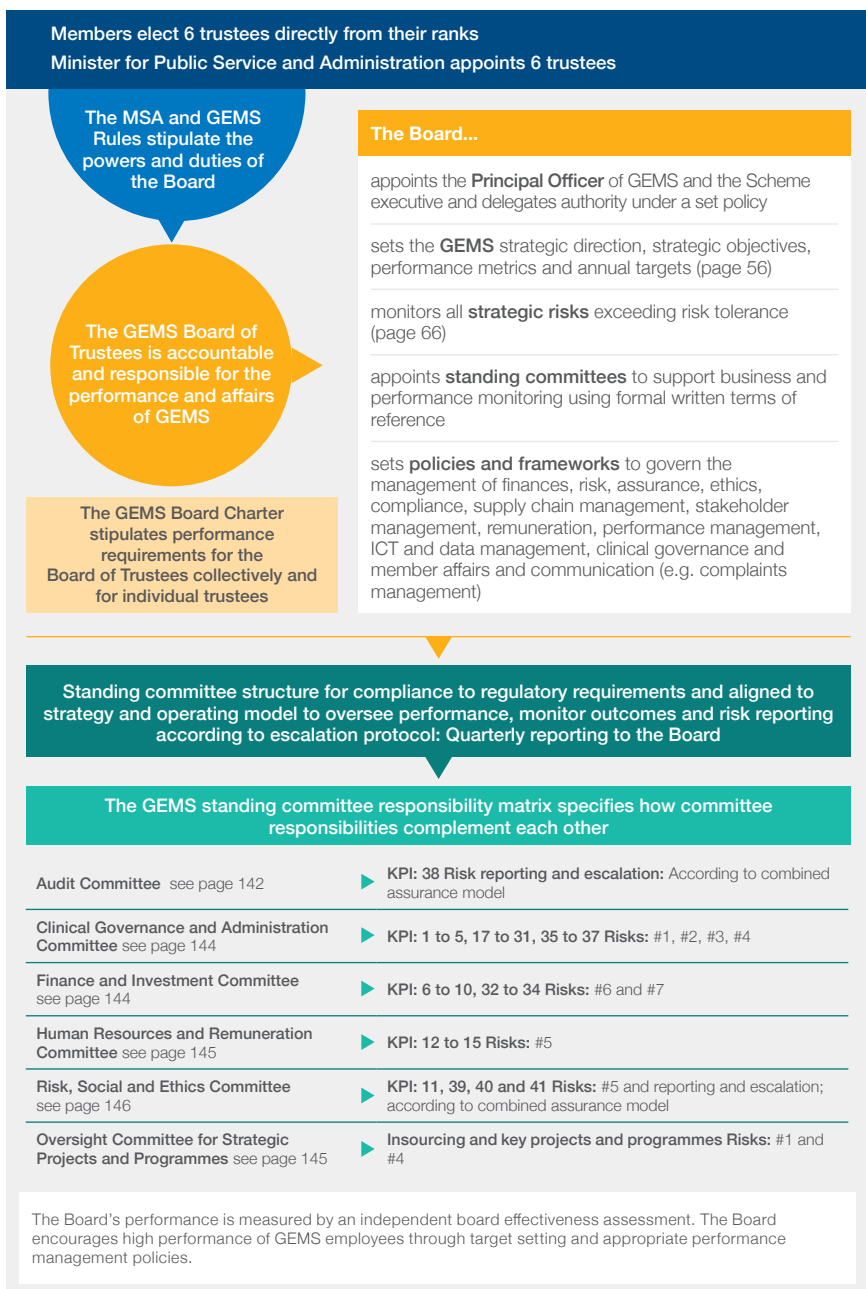 Members elect 6 trustees directly from their ranks
Minister for Public Service and Administration appoints 6 trustees
The MSA and GEMS
Rules stipulate the
powers and duties of
the Board
The GEMS Board of
Trustees is accountable
and responsible for the
performance and affairs
of GEMS
The GEMS Board Charter
stipulates performance
requirements for the
Board of Trustees collectively and
for individual trustees
The Board...
appoints the Principal Officer of GEMS and the Scheme
executive and delegates authority under a set policy
sets the GEMS strategic direction, strategic objectives,
performance metrics and annual targets (page 56)
monitors all strategic risks exceeding risk tolerance
(page 66)
appoints standing committees to support business and
performance monitoring using formal written terms of
reference
sets policies and frameworks to govern the
management of finances, risk, assurance, ethics,
compliance, supply chain management, stakeholder
management, remuneration, performance management,
ICT and data management, clinical governance and
member affairs and communication (e.g. complaints
management)
Standing committee structure for compliance to regulatory requirements and aligned to
strategy and operating model to oversee performance, monitor outcomes and risk reporting
according to escalation protocol: Quarterly reporting to the Board
The GEMS standing committee responsibility matrix specifies how committee
responsibilities complement each other
Audit Committee see page 142
KPI: 38 Risk reporting and escalation: According to combined
assurance model
Clinical Governance and Administration
Committee see page 144
KPI: 1 to 5, 17 to 31, 35 to 37 Risks: #1, #2, #3, #4
Finance and Investment Committee
see page 144
KPI: 6 to 10, 32 to 34 Risks: #6 and #7
Human Resources and Remuneration
Committee see page 145
KPI: 12 to 15 Risks: #5
Risk, Social and Ethics Committee
see page 146
KPI: 11, 39, 40 and 41 Risks: #5 and reporting and escalation;
according to combined assurance model
Oversight Committee for Strategic
Projects and Programmes see page 145
Insourcing and key projects and programmes Risks: #1 and
#4
The Board's performance is measured by an independent board effectiveness assessment. The Board
encourages high performance of GEMS employees through target setting and appropriate performance
management policies.